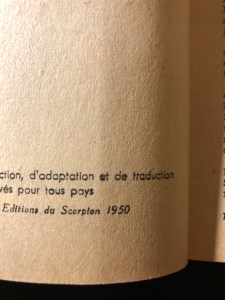 ction, d'adaptation et de traduction
vés pour tous pays
Editions du Scorpion 1950